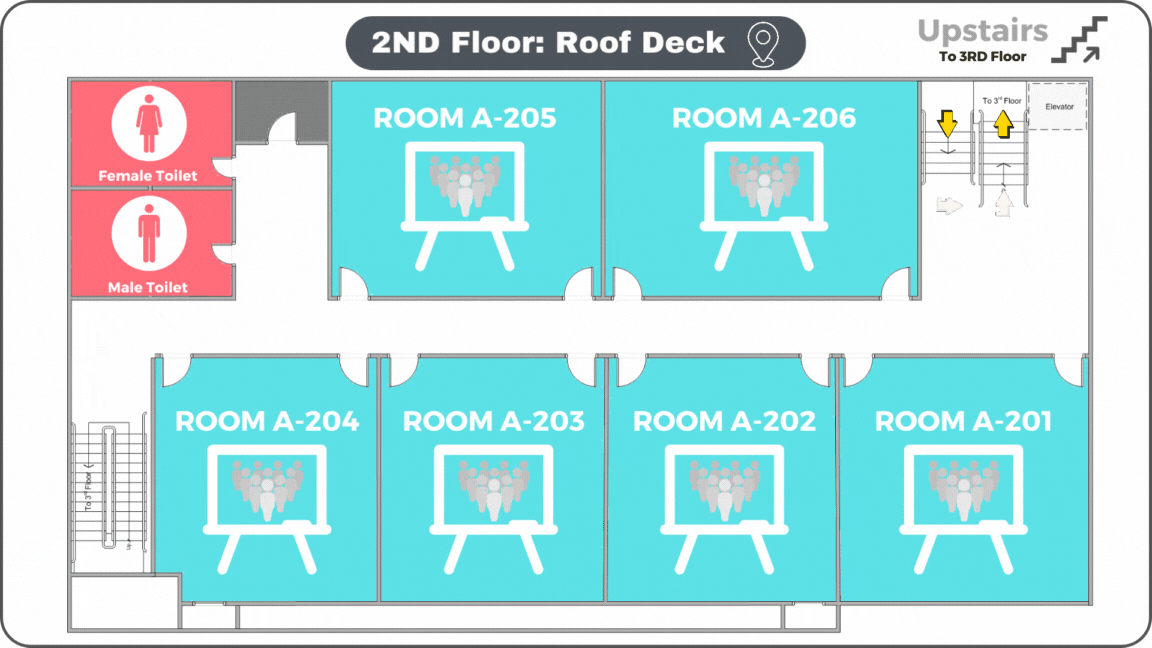 2ND Floor: Roof Deck
Upstairs
To 3RD Floor
Female Toilet
Male Toilet
ROOM A-205
ROOM A-206
To 3rd Floor
Elevator
ROOM A-204
ROOM A-203
ROOM A-202
ROOM A-201
To 3rd Floor
Up